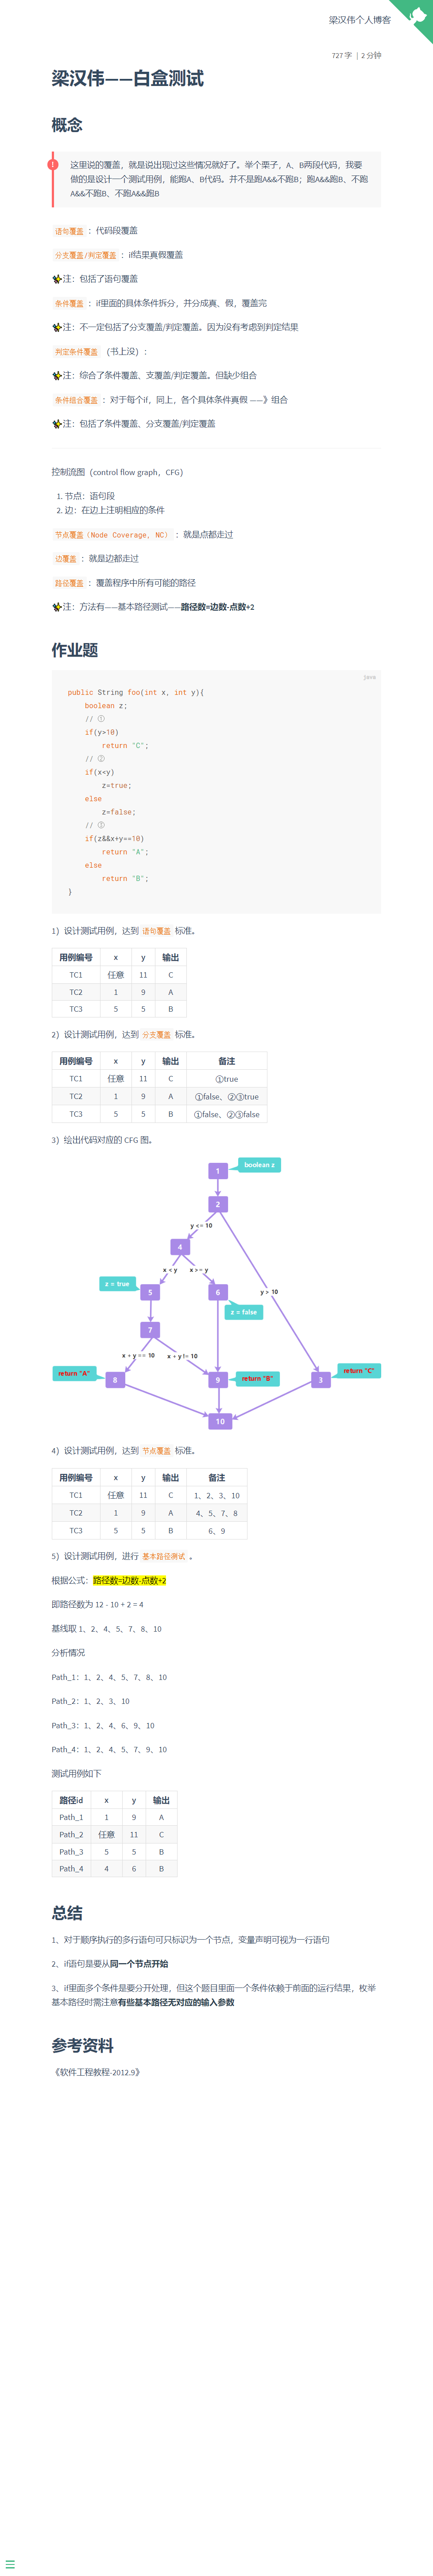 梁汉伟个人博客
727 字 | 2 分钟
梁汉伟——白盒测试
概念
!
这里说的覆盖，就是说出现过这些情况就好了。举个栗子，A、B两段代码，我要
做的是设计一个测试用例，能跑A、B代码。并不是跑A&&不跑B；跑A&&跑B、不跑
A&&不跑B、不跑A&&跑B
语句覆盖 ：代码段覆盖
分支覆盖/判定覆盖 ：if结果真假覆盖
注：包括了语句覆盖
条件覆盖 ：if里面的具体条件拆分，并分成真、假，覆盖完
注：不一定包括了分支覆盖/判定覆盖。因为没有考虑到判定结果
判定条件覆盖 （书上没）：
注：综合了条件覆盖、支覆盖/判定覆盖。但缺少组合
条件组合覆盖 ：对于每个if，同上，各个具体条件真假 ——》组合
注：包括了条件覆盖、分支覆盖/判定覆盖
控制流图（control flow graph，CFG）
1. 节点：语句段
2. 边：在边上注明相应的条件
节点覆盖（Node Coverage, NC） ：就是点都走过
边覆盖 ：就是边都走过
路径覆盖 ：覆盖程序中所有可能的路径
注：方法有——基本路径测试——路径数=边数-点数+2
作业题
java
public String foo(int x, int y){
boolean z;
// ①
if(y>10)
return "C";
// ②
if(x<y)
z=true;
else
z=false;
// ③
if(z&&x+y==10)
return "A";
else
return "B";
}
1）设计测试用例，达到 语句覆盖 标准。
用例编号 x y 输出
TC1 任意 11 C
TC2 1 9 A
TC3 5 5 B
2）设计测试用例，达到 分支覆盖 标准。
用例编号 x y 输出 备注
TC1 任意 11 C ①true
TC2 1 9 A ①false、②③true
TC3 5 5 B ①false、②③false
3）绘出代码对应的 CFG 图。
1 boolean z
2
y <= 10
4
x < y x >= y
z = true 5 6 y > 10
z = false
7
x + y == 10 x + y != 10
return "A" 8 9 return "B" 3 return "C"
10
4）设计测试用例，达到 节点覆盖 标准。
用例编号 x y 输出 备注
TC1 任意 11 C 1、2、3、10
TC2 1 9 A 4、5、7、8
TC3 5 5 B 6、9
5）设计测试用例，进行 基本路径测试 。
根据公式：路径数=边数-点数+2
即路径数为 12 - 10 + 2 = 4
基线取 1、2、4、5、7、8、10
分析情况
Path_1：1、2、4、5、7、8、10
Path_2：1、2、3、10
Path_3：1、2、4、6、9、10
Path_4：1、2、4、5、7、9、10
测试用例如下
路径id x y 输出
Path_1 1 9 A
Path_2 任意 11 C
Path_3 5 5 B
Path_4 4 6 B
总结
1、对于顺序执行的多行语句可只标识为一个节点，变量声明可视为一行语句
2、if语句是要从同一个节点开始
3、if里面多个条件是要分开处理，但这个题目里面一个条件依赖于前面的运行结果，枚举
基本路径时需注意有些基本路径无对应的输入参数
参考资料
《软件工程教程-2012.9》